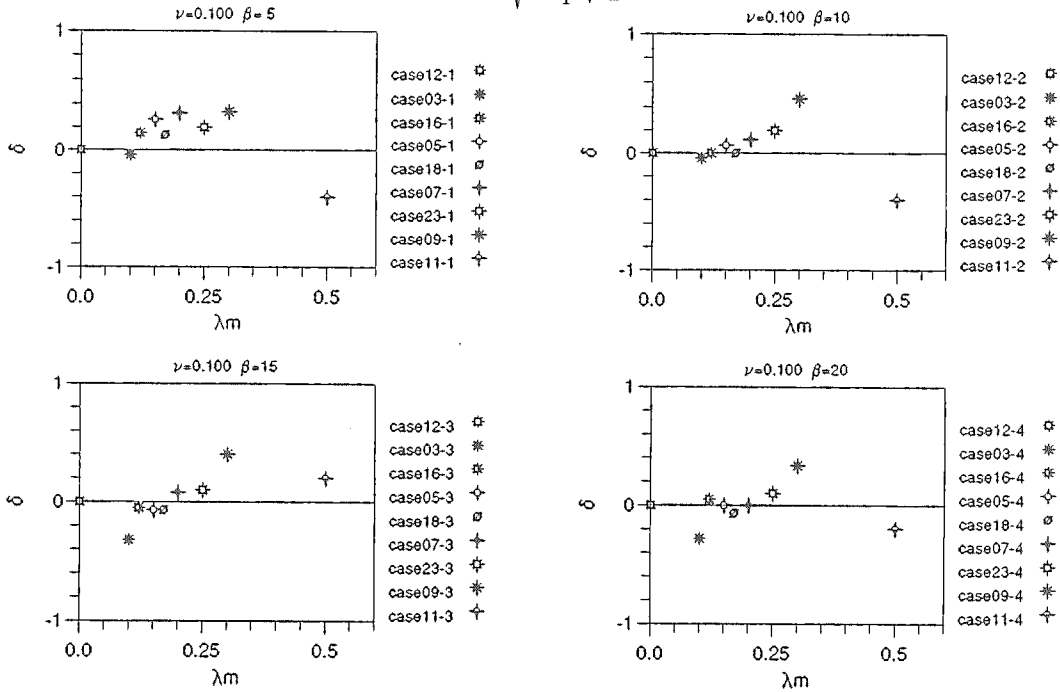 ν=0.100 β= 5
1
0
-1
δ
0.0 0.25 0.5
λm
case12-1
case03-1
case16-1
case05-1
case18-1
case07-1
case23-1
case09-1
case11-1
ν=0.100 β=10
1
0
-1
δ
0.0 0.25 0.5
λm
case12-2
case03-2
case16-2
case05-2
case18-2
case07-2
case23-2
case09-2
case11-2
ν=0.100 β=15
1
0
-1
δ
0.0 0.25 0.5
λm
case12-3
case03-3
case16-3
case05-3
case18-3
case07-3
case23-3
case09-3
case11-3
ν=0.100 β=20
1
0
-1
δ
0.0 0.25 0.5
λm
case12-4
case03-4
case16-4
case05-4
case18-4
case07-4
case23-4
case09-4
case11-4